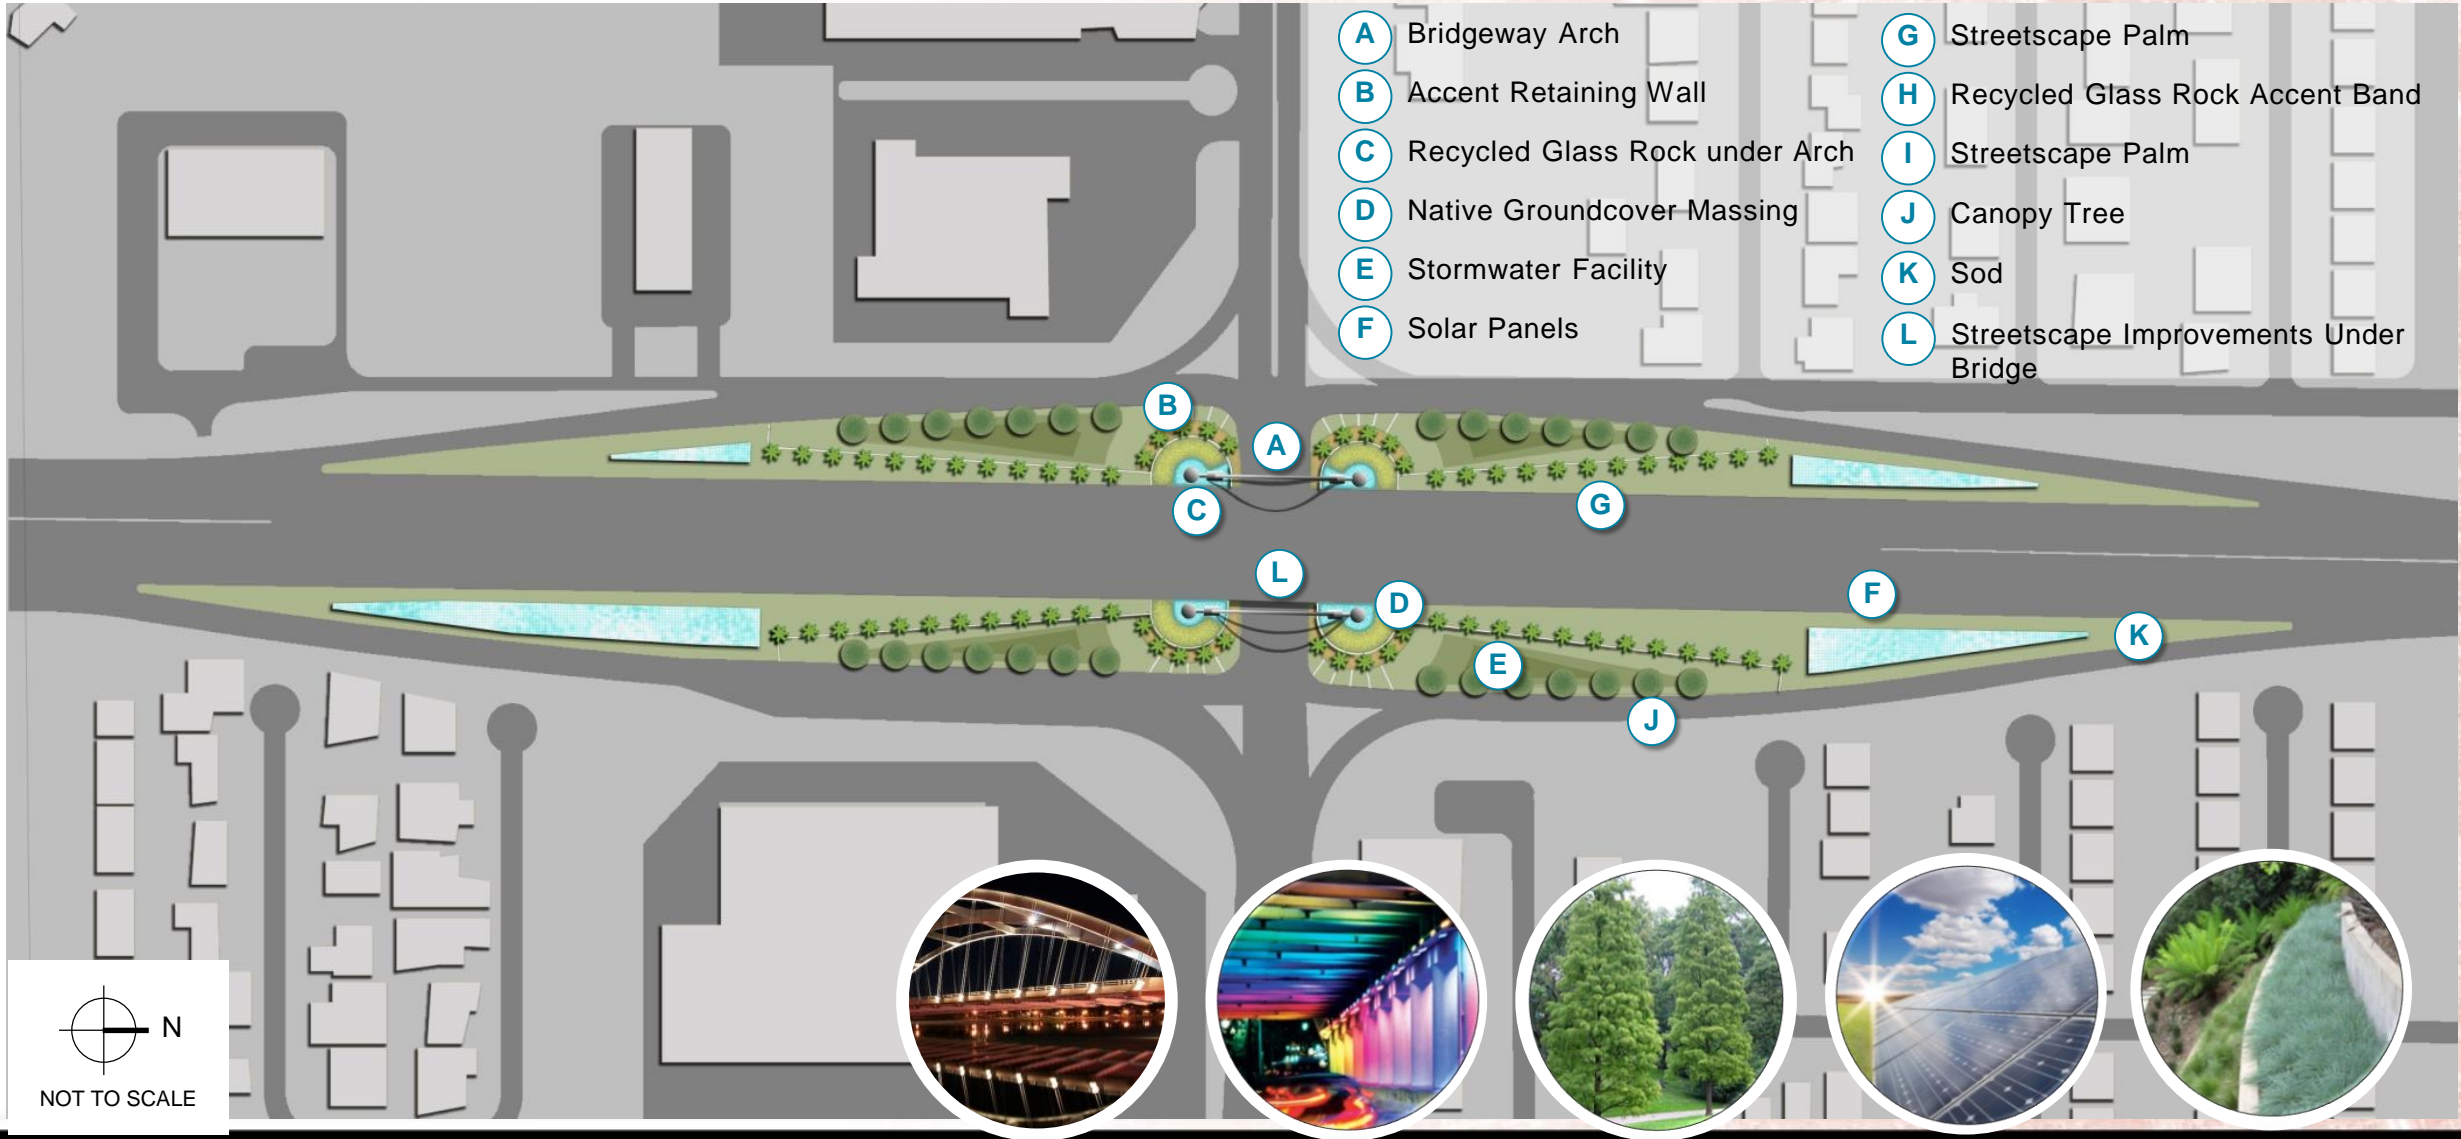 A Bridgeway Arch
B Accent Retaining Wall
C Recycled Glass Rock under Arch
D Native Groundcover Massing
E Stormwater Facility
F Solar Panels
G Streetscape Palm
H Recycled Glass Rock Accent Band
I Streetscape Palm
J Canopy Tree
K Sod
L Streetscape Improvements Under
Bridge
B
A
C
G
L
D
F
E
K
J
N
NOT TO SCALE